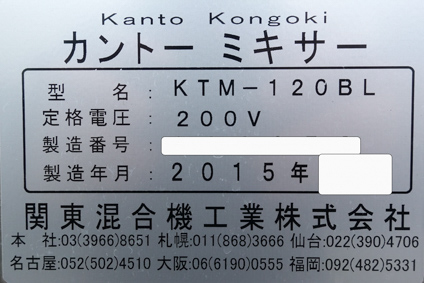 Kanto Kongoki
カントー ミキサー
型 名 : KTM-120BL
定格電圧 : 200V
製造番号 :
製造年月 : 2015年
関東混合機工業株式会社
本 社:03(3966)8651 札幌:011(868)3666 仙台:022(390)4706
名古屋:052(502)4510 大阪:06(6190)0555 福岡:092(482)5331